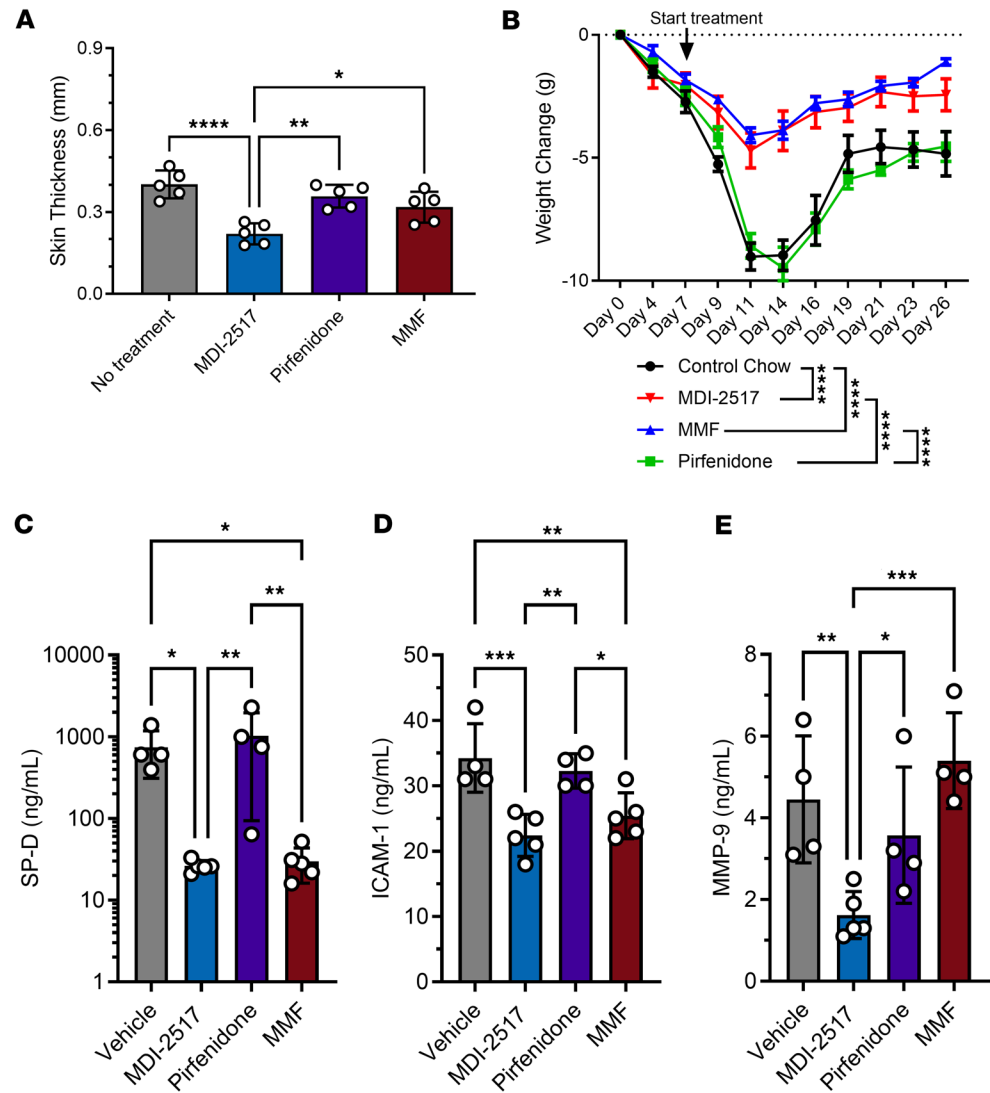 A
Skin Thickness (mm)
0.9
0.6
0.3
0.0
****
**
*
No treatment
MDI-2517
Pirfenidone
MMF
B
Start treatment
Weight Change (g)
0
-5
-10
Day 0
Day 4
Day 7
Day 9
Day 11
Day 14
Day 16
Day 19
Day 21
Day 23
Day 26
Control Chow
MDI-2517
MMF
Pirfenidone
****
****
****
****
C
SP-D (ng/mL)
10000
1000
100
10
1
*
**
*
**
Vehicle
MDI-2517
Pirfenidone
MMF
D
ICAM-1 (ng/mL)
50
40
30
20
10
0
**
**
***
*
Vehicle
MDI-2517
Pirfenidone
MMF
E
MMP-9 (ng/mL)
8
6
4
2
0
***
**
*
Vehicle
MDI-2517
Pirfenidone
MMF